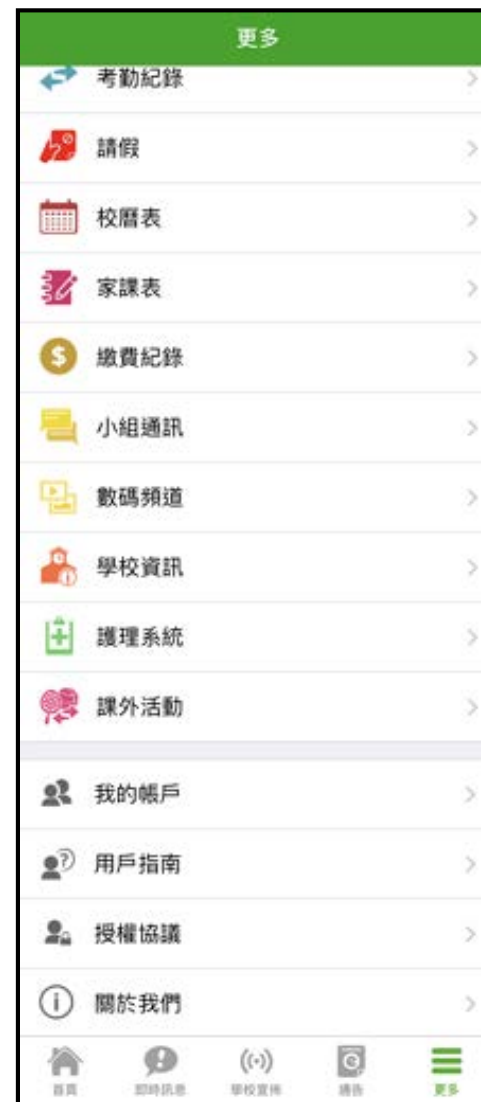 更多
考勤紀錄
請假
校曆表
家課表
繳費紀錄
小組通訊
數碼頻道
學校資訊
護理系統
課外活動
我的帳戶
用戶指南
授權協議
關於我們
首頁 即時訊息 學校宣佈 通告 更多